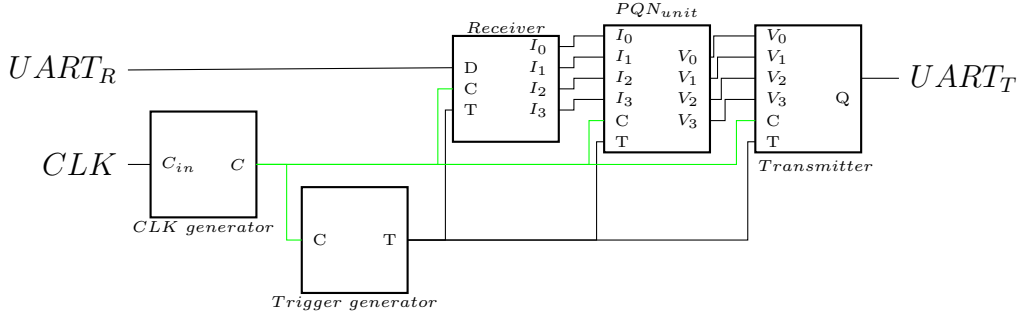 UART_R
CLK
C_in
C
CLK generator
C
T
Trigger generator
Receiver
D
C
T
I_0
I_1
I_2
I_3
PQN_unit
I_0
I_1
I_2
I_3
C
T
V_0
V_1
V_2
V_3
V_0
V_1
V_2
V_3
C
T
Q
Transmitter
UART_T